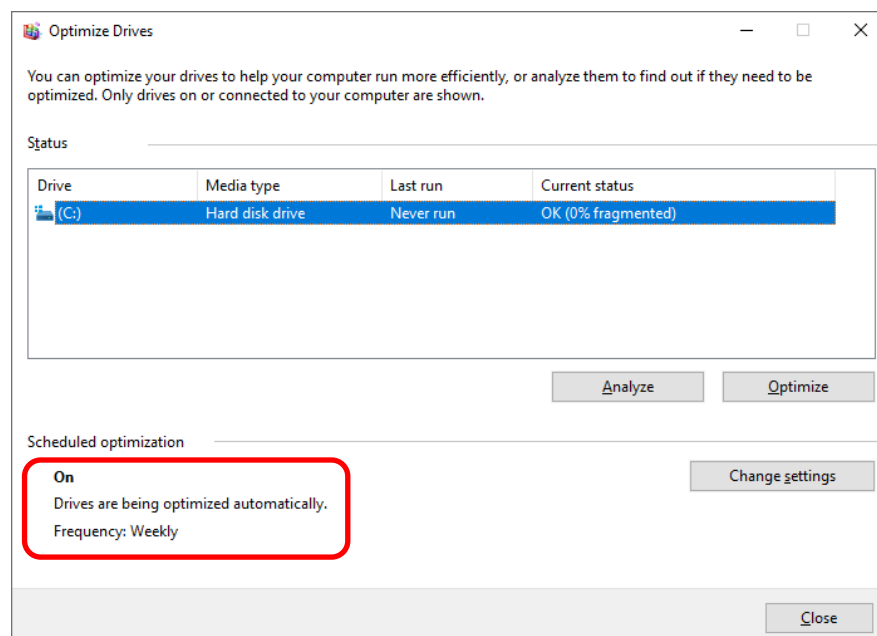 Optimize Drives
You can optimize your drives to help your computer run more efficiently, or analyze them to find out if they need to be
optimized. Only drives on or connected to your computer are shown.
Status
Drive Media type Last run Current status
(C:) Hard disk drive Never run OK (0% fragmented)
Analyze Optimize
Scheduled optimization
On
Change settings
Drives are being optimized automatically.
Frequency: Weekly
Close